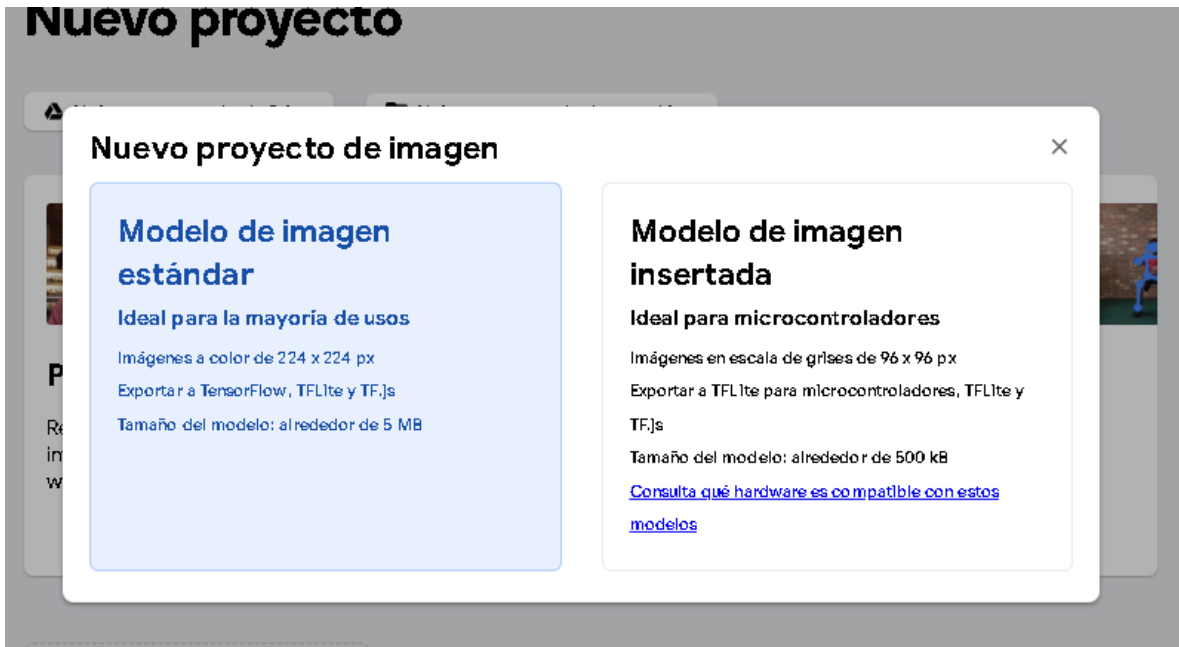 Nuevo proyecto
Nuevo proyecto de imagen
Modelo de imagen
estándar
Ideal para la mayoría de usos
Imágenes a color de 224 x 224 px
Exportar a TensorFlow, TFLite y TF.js
Tamaño del modelo: alrededor de 5 MB
Modelo de imagen
insertada
Ideal para microcontroladores
Imágenes en escala de grises de 96 x 96 px
Exportar a TFLite para microcontroladores, TFLite y
TF.js
Tamaño del modelo: alrededor de 500 kB
Consulta qué hardware es compatible con estos
modelos